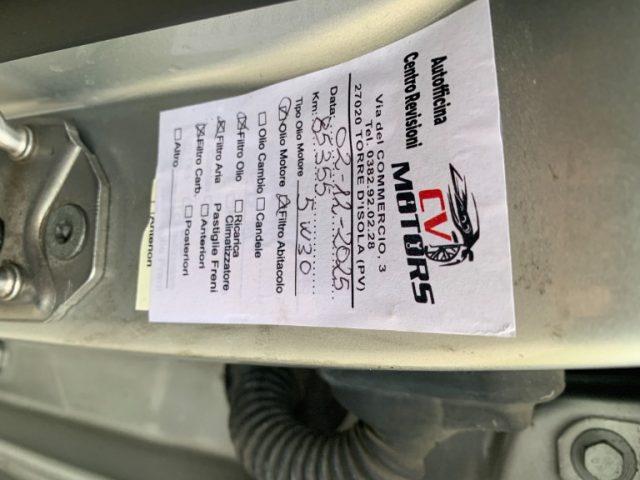 Autofficina
Centro Revisioni
CV
MOTORS
Via del COMMERCIO, 3
Tel. 0382.92.02.28
27020 TORRE D'ISOLA (PV)
Data: 02-12-2025
Km: 85355
Tipo Olio Motore 5W30
Olio Motore Filtro Abitacolo
Olio Cambio Candele
Filtro Olio Ricarica
Climatizzatore
Filtro Aria Pastiglie Freni
Filtro Carb. Anteriori
Altro Posteriori
Anteriori